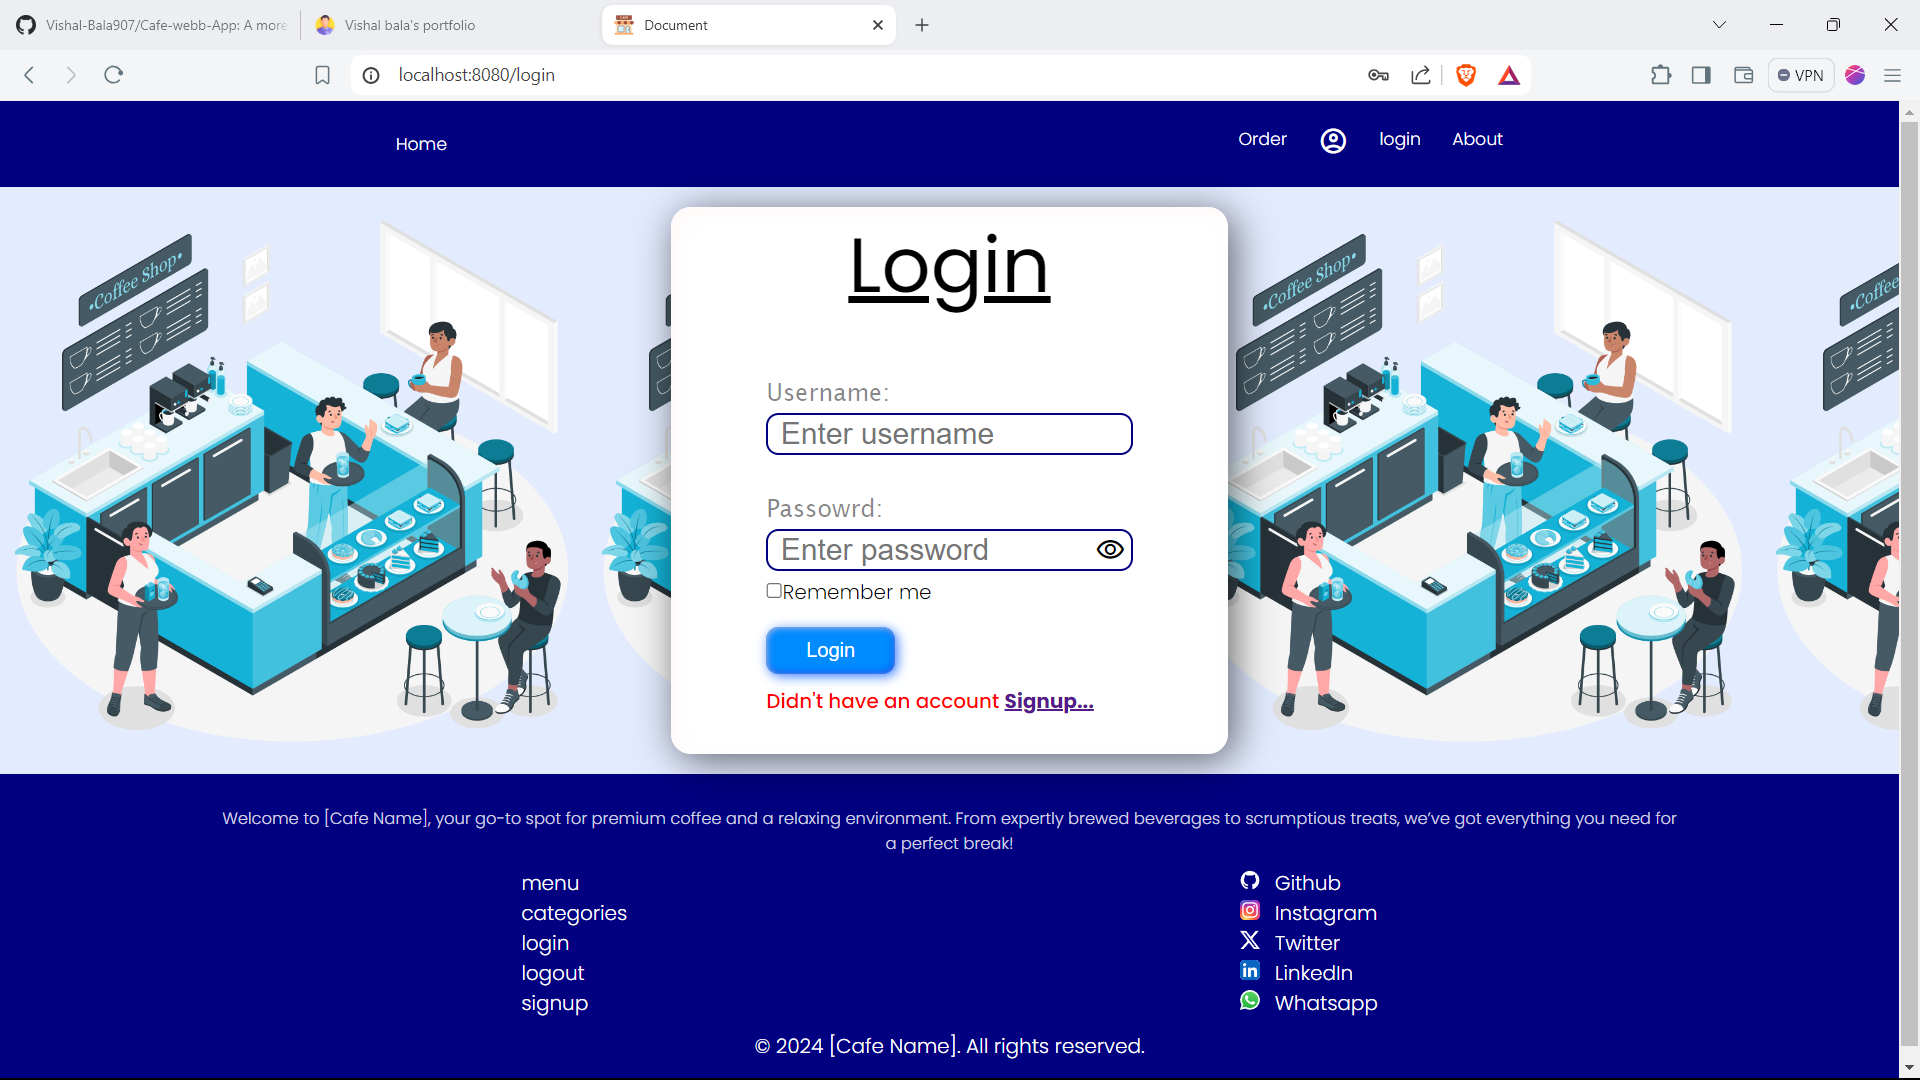 Vishal-Bala907/Cafe-webb-App: A more
Vishal bala's portfolio
Document
localhost:8080/login
VPN
Home
Order
login
About
Coffee Shop
Coffee Shop
Coffee
Login
Username:
Enter username
Passowrd:
Enter password
Remember me
Login
Didn't have an account Signup...
Welcome to [Cafe Name], your go-to spot for premium coffee and a relaxing environment. From expertly brewed beverages to scrumptious treats, we’ve got everything you need for
a perfect break!
menu
categories
login
logout
signup
Github
Instagram
Twitter
LinkedIn
Whatsapp
© 2024 [Cafe Name]. All rights reserved.